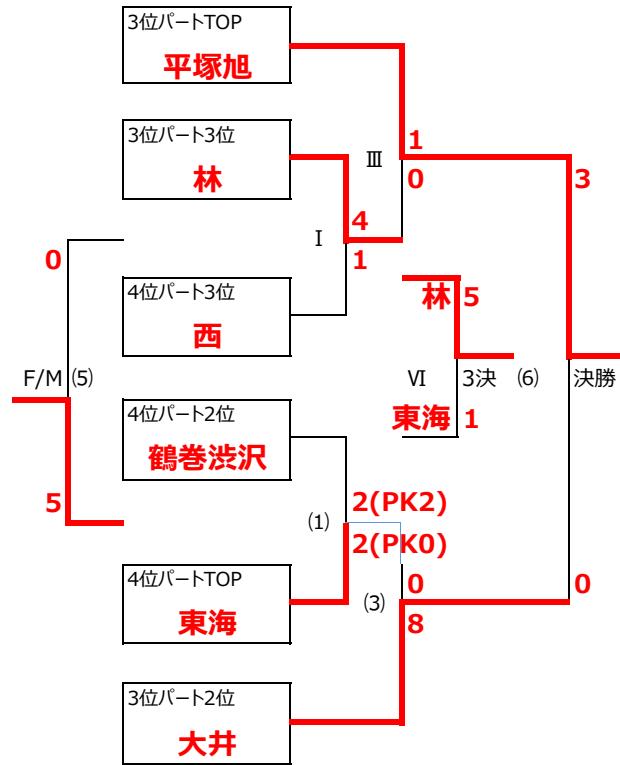 3位パートTOP
平塚旭
3位パート3位
林
Ⅲ
1
0
3
4
Ⅰ
1
0
4位パート3位
西
林
5
F/M
⑸
Ⅵ
3決
⑹
決勝
4位パート2位
鶴巻渋沢
東海
1
5
2(PK2)
⑴
2(PK0)
4位パートTOP
東海
0
⑶
8
0
3位パート2位
大井